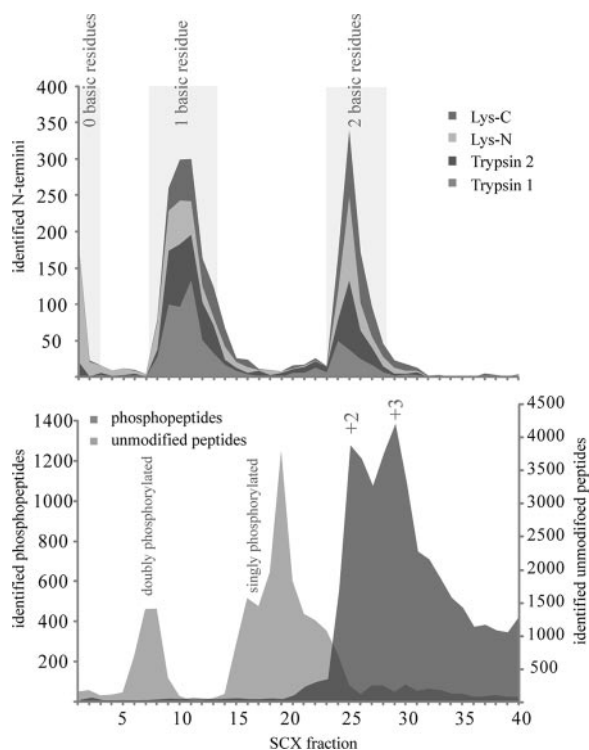 0 basic residues
1 basic residue
2 basic residues
400
350
300
250
200
150
100
50
identified N-termini
Lys-C
Lys-N
Trypsin 2
Trypsin 1
1400
1200
1000
800
600
400
200
identified phosphopeptides
phosphopeptides
unmodified peptides
doubly phosphorylated
singly phosphorylated
+2
+3
4500
4000
3500
3000
2500
2000
1500
1000
500
identified unmodifoed peptides
5 10 15 20 25 30 35 40
SCX fraction